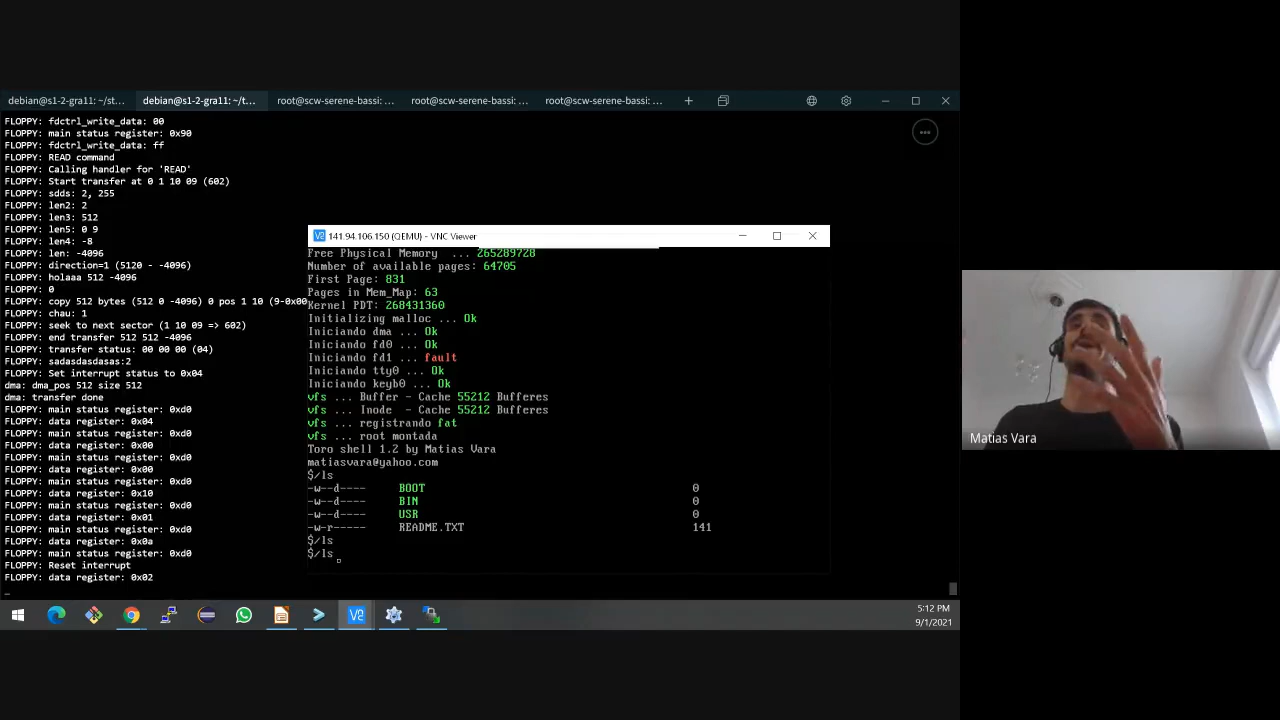 debian@s1-2-gra11: ~/st...
debian@s1-2-gra11: ~/t...
root@scw-serene-bassi: ...
root@scw-serene-bassi: ...
root@scw-serene-bassi: ...
FLOPPY: fdctrl_write_data: 00
FLOPPY: main status register: 0x90
FLOPPY: fdctrl_write_data: ff
FLOPPY: READ command
FLOPPY: Calling handler for 'READ'
FLOPPY: Start transfer at 0 1 10 09 (602)
FLOPPY: sdds: 2, 255
FLOPPY: len2: 2
FLOPPY: len3: 512
FLOPPY: len5: 0 9
FLOPPY: len4: -8
FLOPPY: len: -4096
FLOPPY: direction=1 (5120 - -4096)
FLOPPY: holaaa 512 -4096
FLOPPY: 0
FLOPPY: copy 512 bytes (512 0 -4096) 0 pos 1 10 (9-0x00
FLOPPY: chau: 1
FLOPPY: seek to next sector (1 10 09 => 602)
FLOPPY: end transfer 512 512 -4096
FLOPPY: transfer status: 00 00 00 (04)
FLOPPY: sadasdasdasas:2
FLOPPY: Set interrupt status to 0x04
dma: dma_pos 512 size 512
dma: transfer done
FLOPPY: main status register: 0xd0
FLOPPY: data register: 0x04
FLOPPY: main status register: 0xd0
FLOPPY: data register: 0x00
FLOPPY: main status register: 0xd0
FLOPPY: data register: 0x00
FLOPPY: main status register: 0xd0
FLOPPY: data register: 0x10
FLOPPY: main status register: 0xd0
FLOPPY: data register: 0x01
FLOPPY: main status register: 0xd0
FLOPPY: data register: 0x0a
FLOPPY: main status register: 0xd0
FLOPPY: Reset interrupt
FLOPPY: data register: 0x02
141.94.106.150 (QEMU) - VNC Viewer
Free Physical Memory ... 265289728
Number of available pages: 64705
First Page: 831
Pages in Mem_Map: 63
Kernel PDT: 268431360
Initializing malloc ... Ok
Iniciando dma ... Ok
Iniciando fd0 ... Ok
Iniciando fd1 ... fault
Iniciando tty0 ... Ok
Iniciando keyb0 ... Ok
vfs ... Buffer - Cache 55212 Bufferes
vfs ... Inode - Cache 55212 Bufferes
vfs ... registrando fat
vfs ... root montada
Toro shell 1.2 by Matias Vara
matiasvara@yahoo.com
$/ls
-w--d---- BOOT 0
-w--d---- BIN 0
-w--d---- USR 0
-w-r----- README.TXT 141
$/ls
$/ls
5:12 PM
9/1/2021
Matias Vara